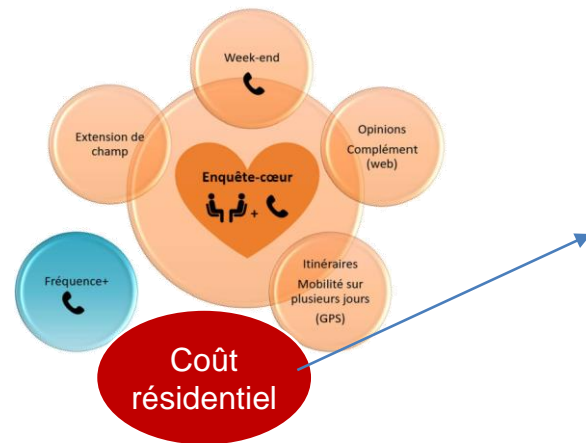 Week-end
Extension de
champ
Opinions
Complément
(web)
Enquête-cœur
+
Itinéraires
Mobilité sur
plusieurs jours
(GPS)
Fréquence+
Coût
résidentiel